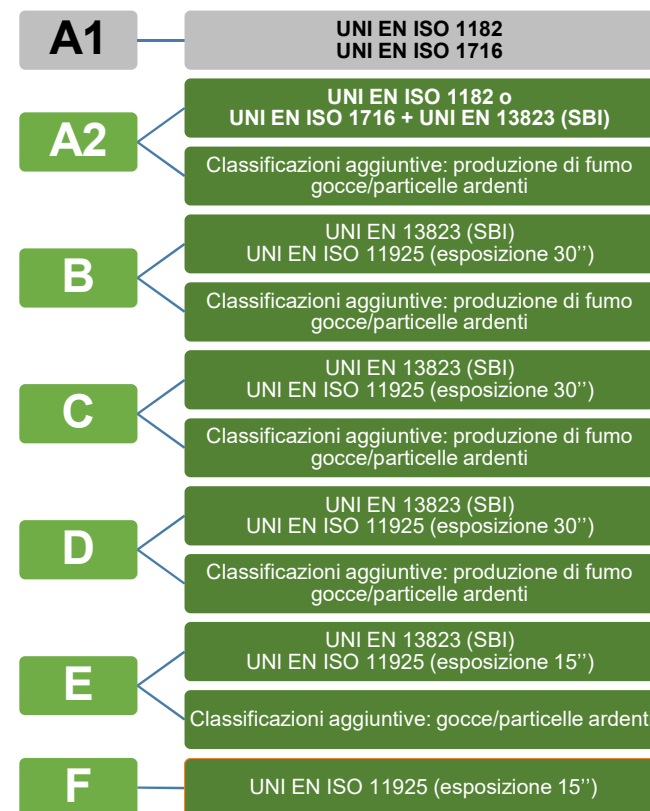 A1
UNI EN ISO 1182
UNI EN ISO 1716
A2
UNI EN ISO 1182 o
UNI EN ISO 1716 + UNI EN 13823 (SBI)
Classificazioni aggiuntive: produzione di fumo
gocce/particelle ardenti
B
UNI EN 13823 (SBI)
UNI EN ISO 11925 (esposizione 30’’)
Classificazioni aggiuntive: produzione di fumo
gocce/particelle ardenti
C
UNI EN 13823 (SBI)
UNI EN ISO 11925 (esposizione 30’’)
Classificazioni aggiuntive: produzione di fumo
gocce/particelle ardenti
D
UNI EN 13823 (SBI)
UNI EN ISO 11925 (esposizione 30’’)
Classificazioni aggiuntive: produzione di fumo
gocce/particelle ardenti
E
UNI EN 13823 (SBI)
UNI EN ISO 11925 (esposizione 15’’)
Classificazioni aggiuntive: gocce/particelle ardent
F
UNI EN ISO 11925 (esposizione 15’’)